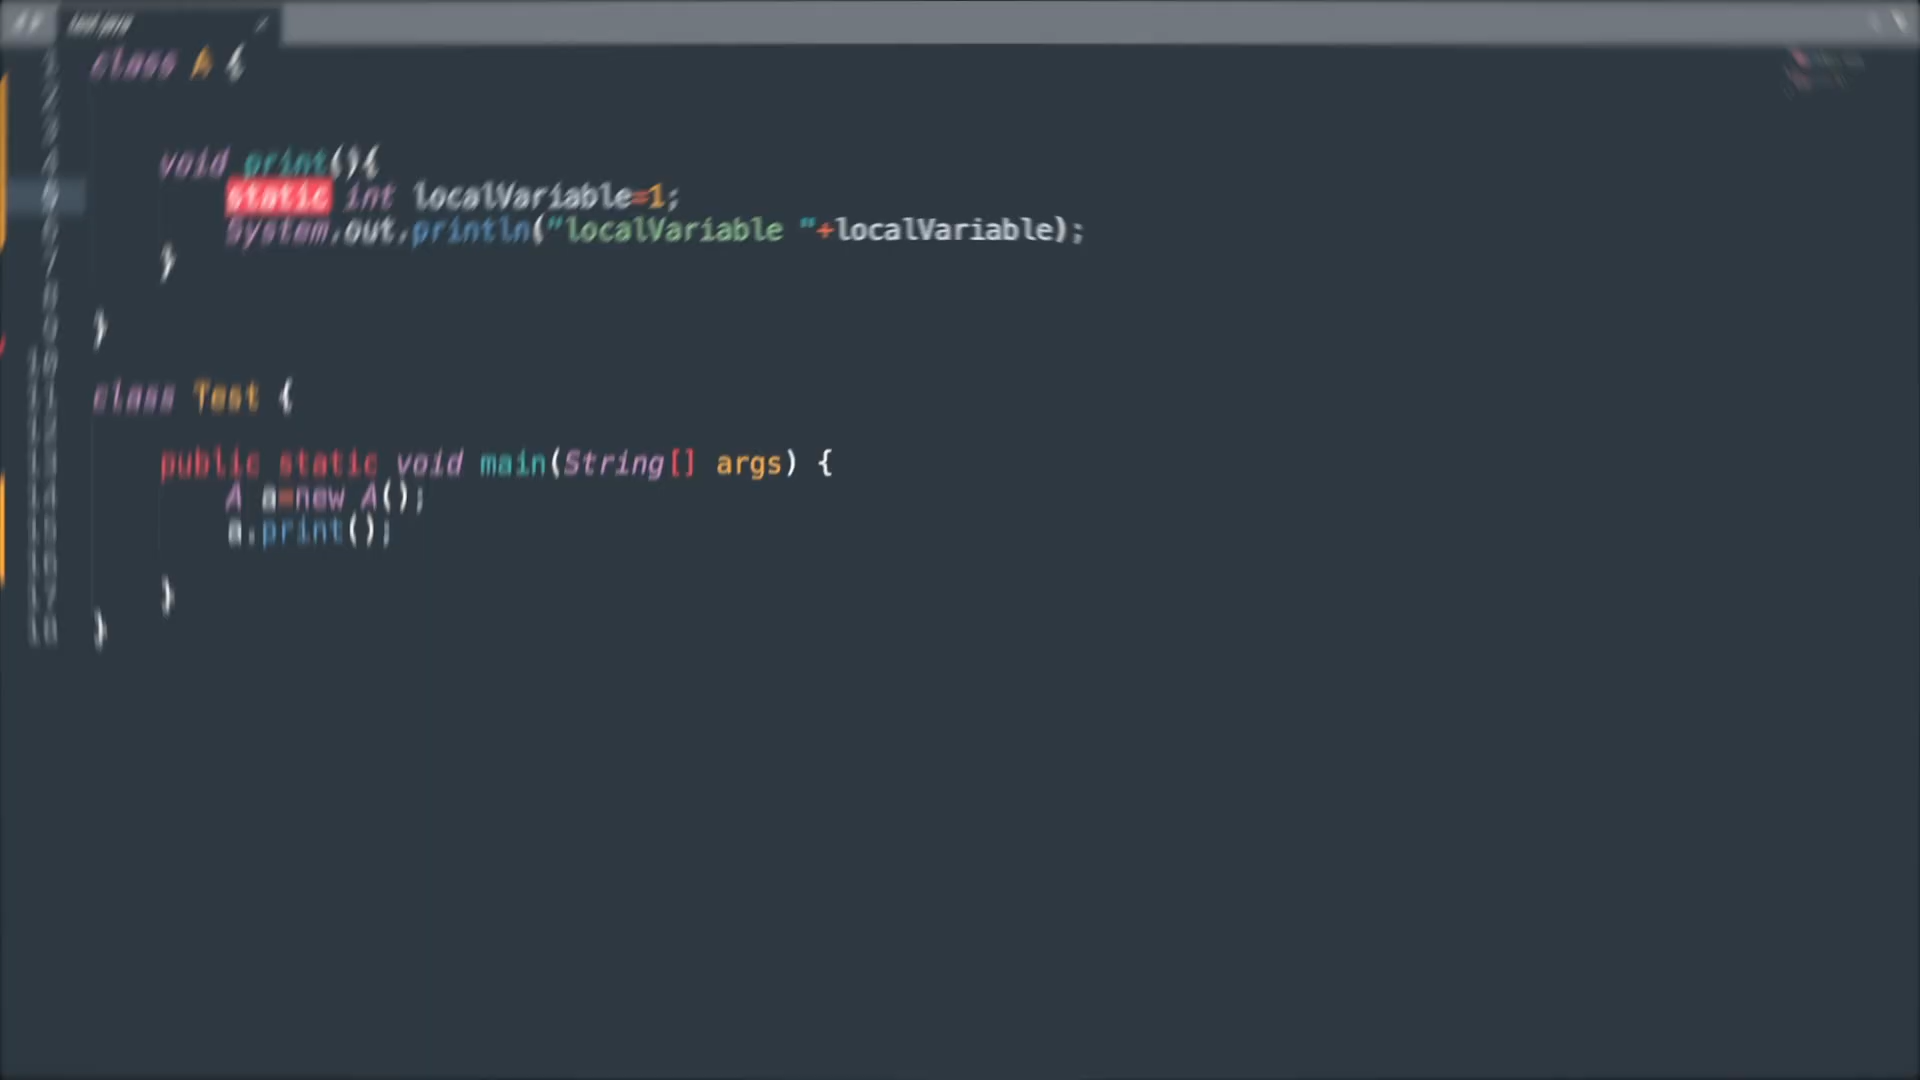 class A {
void print(){
static int localVariable=1;
System.out.println("localVariable "+localVariable);
}
}
class Test {
public static void main(String[] args) {
A a=new A();
a.print();
}
}